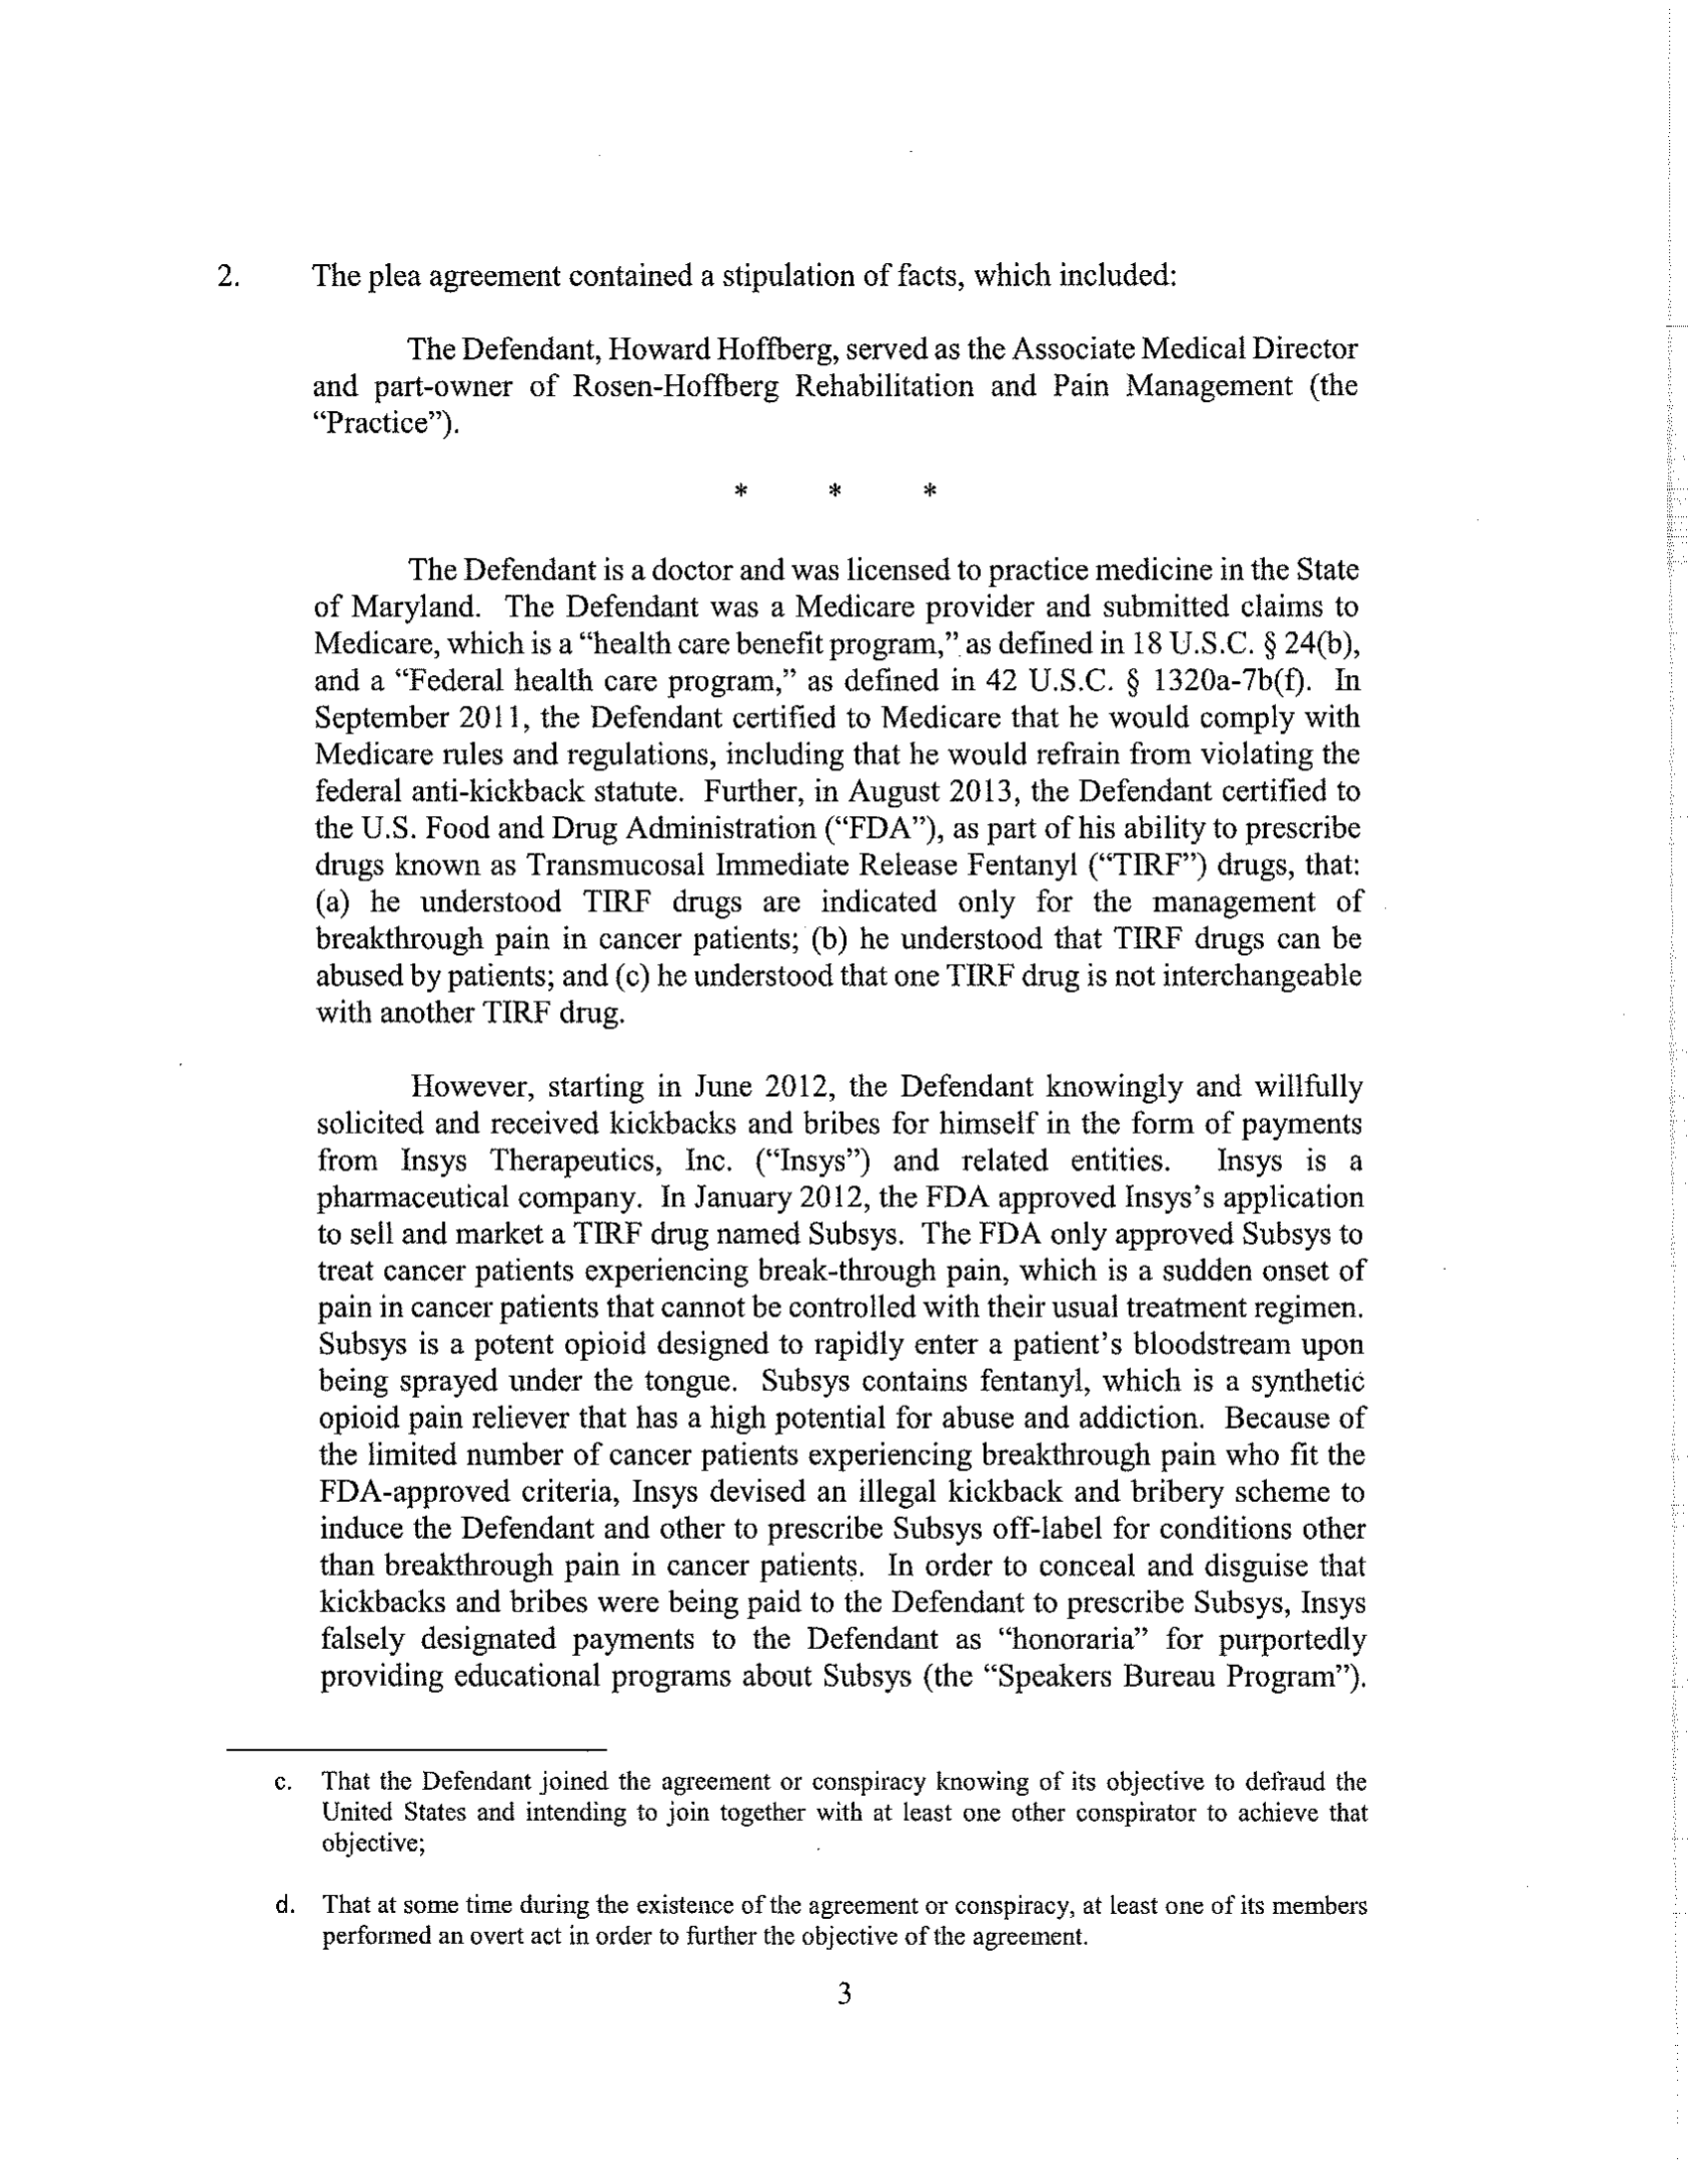 2. The plea agreement contained a stipulation of facts, which included:
The Defendant, Howard Hoffberg, served as the Associate Medical Director
and part-owner of Rosen-Hoffberg Rehabilitation and Pain Management (the
“Practice”).
* * *
The Defendant is a doctor and was licensed to practice medicine in the State
of Maryland. The Defendant was a Medicare provider and submitted claims to
Medicare, which is a “health care benefit program,” as defined in 18 U.S.C. § 24(b),
and a “Federal health care program,” as defined in 42 U.S.C. § 1320a-7b(f). In
September 2011, the Defendant certified to Medicare that he would comply with
Medicare rules and regulations, including that he would refrain from violating the
federal anti-kickback statute. Further, in August 2013, the Defendant certified to
the U.S. Food and Drug Administration (“FDA”), as part of his ability to prescribe
drugs known as Transmucosal Immediate Release Fentanyl (“TIRF”) drugs, that:
(a) he understood TIRF drugs are indicated only for the management of
breakthrough pain in cancer patients; (b) he understood that TIRF drugs can be
abused by patients; and (c) he understood that one TIRF drug is not interchangeable
with another TIRF drug.
However, starting in June 2012, the Defendant knowingly and willfully
solicited and received kickbacks and bribes for himself in the form of payments
from Insys Therapeutics, Inc. (“Insys”) and related entities. Insys is a
pharmaceutical company. In January 2012, the FDA approved Insys’s application
to sell and market a TIRF drug named Subsys. The FDA only approved Subsys to
treat cancer patients experiencing break-through pain, which is a sudden onset of
pain in cancer patients that cannot be controlled with their usual treatment regimen.
Subsys is a potent opioid designed to rapidly enter a patient’s bloodstream upon
being sprayed under the tongue. Subsys contains fentanyl, which is a synthetic
opioid pain reliever that has a high potential for abuse and addiction. Because of
the limited number of cancer patients experiencing breakthrough pain who fit the
FDA-approved criteria, Insys devised an illegal kickback and bribery scheme to
induce the Defendant and other to prescribe Subsys off-label for conditions other
than breakthrough pain in cancer patients. In order to conceal and disguise that
kickbacks and bribes were being paid to the Defendant to prescribe Subsys, Insys
falsely designated payments to the Defendant as “honoraria” for purportedly
providing educational programs about Subsys (the “Speakers Bureau Program”).
c. That the Defendant joined the agreement or conspiracy knowing of its objective to defraud the
United States and intending to join together with at least one other conspirator to achieve that
objective;
d. That at some time during the existence of the agreement or conspiracy, at least one of its members
performed an overt act in order to further the objective of the agreement.
3